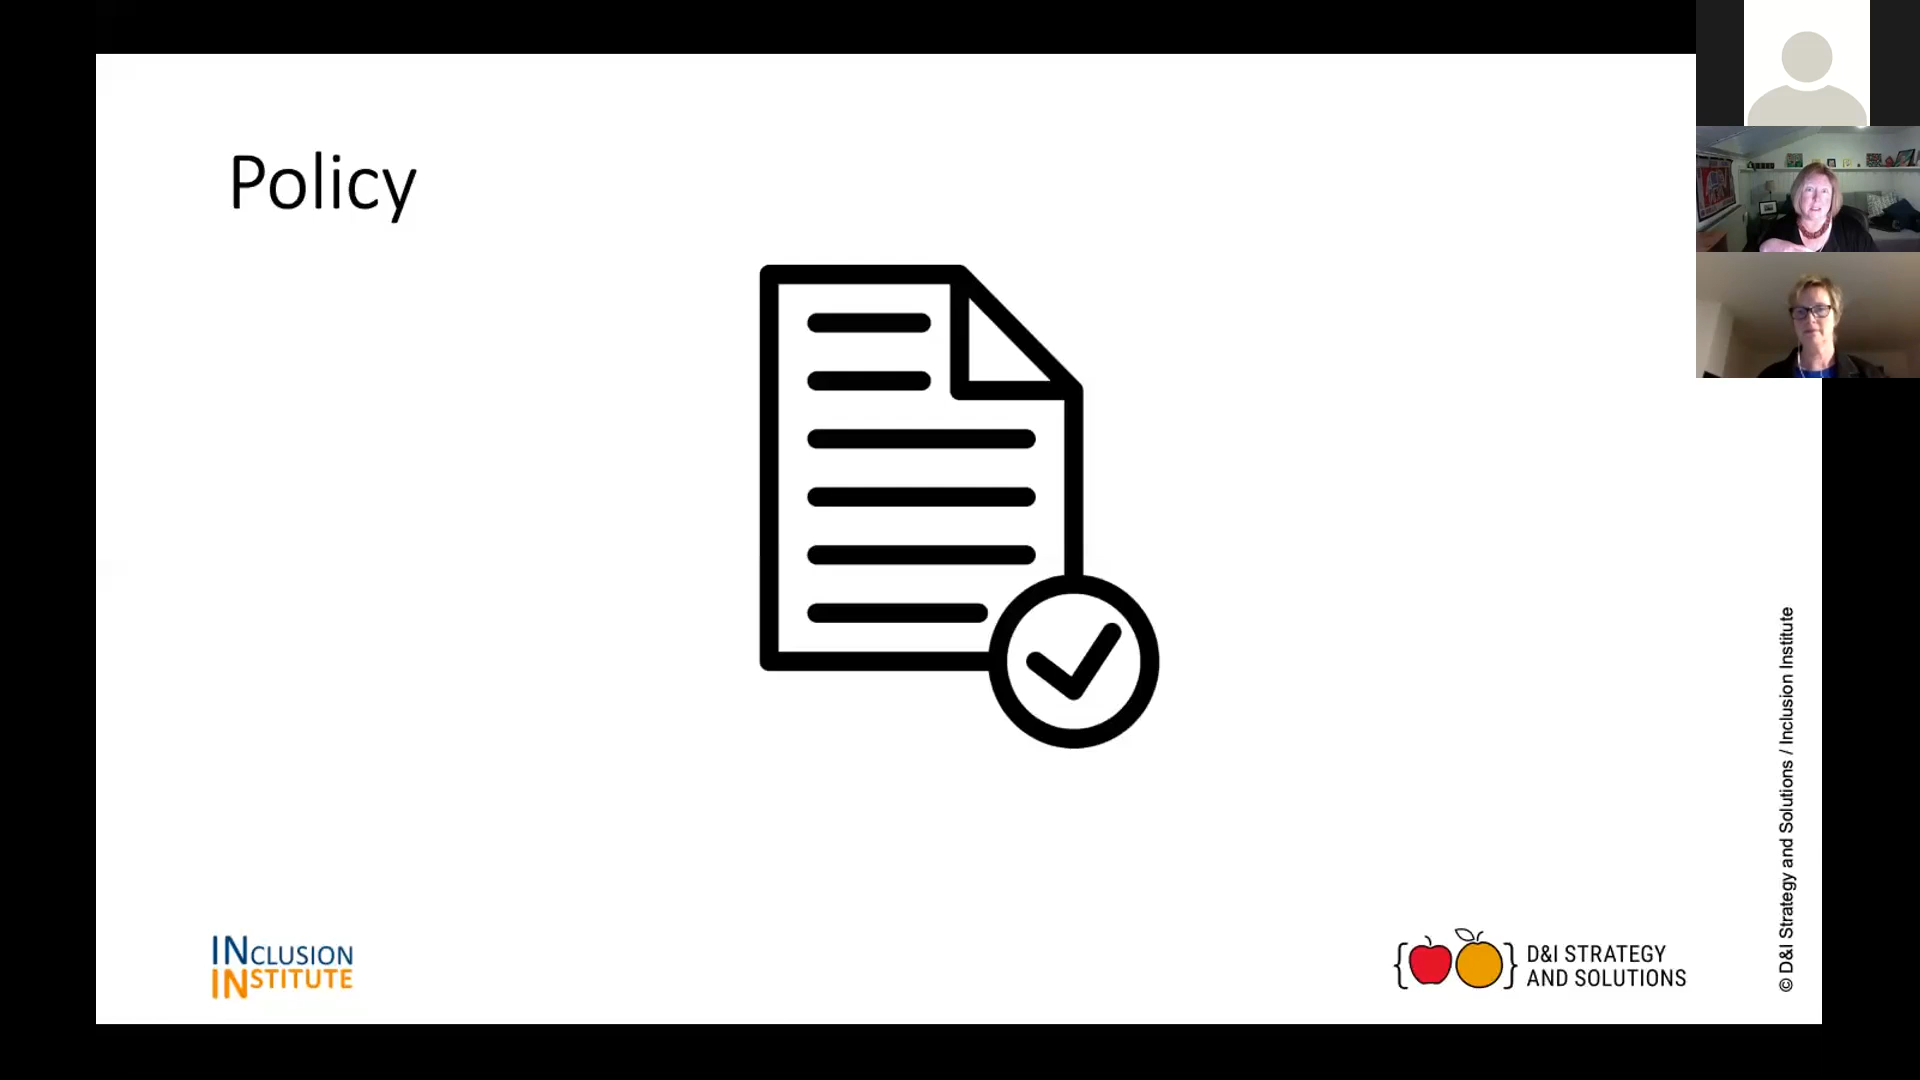 Policy
INCLUSION
INSTITUTE
D&I STRATEGY
AND SOLUTIONS
© D&I Strategy and Solutions / Inclusion Institute